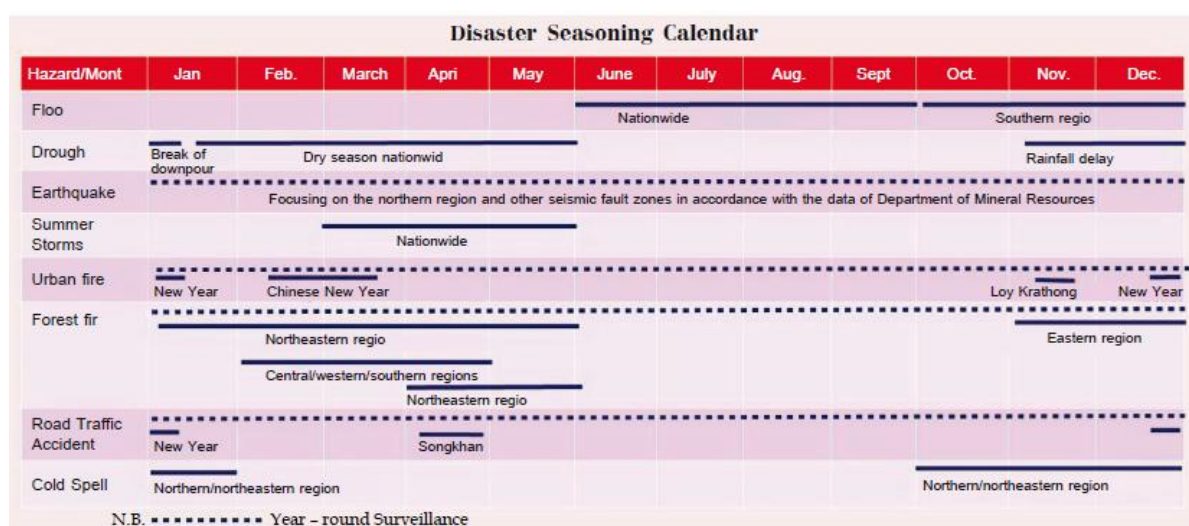 Disaster Seasoning Calendar
Hazard/Mont Jan Feb. March Apri May June July Aug. Sept Oct. Nov. Dec.
Floo
Nationwide Southern regio
Drough
Break of downpour Dry season nationwid Rainfall delay
Earthquake
Focusing on the northern region and other seismic fault zones in accordance with the data of Department of Mineral Resources
Summer
Storms
Nationwide
Urban fire
New Year Chinese New Year Loy Krathong New Year
Forest fir
Northeastern regio Eastern region
Central/western/southern regions
Northeastern regio
Road Traffic
Accident
New Year Songkhan
Cold Spell
Northern/northeastern region Northern/northeastern region
N.B. Year – round Surveillance